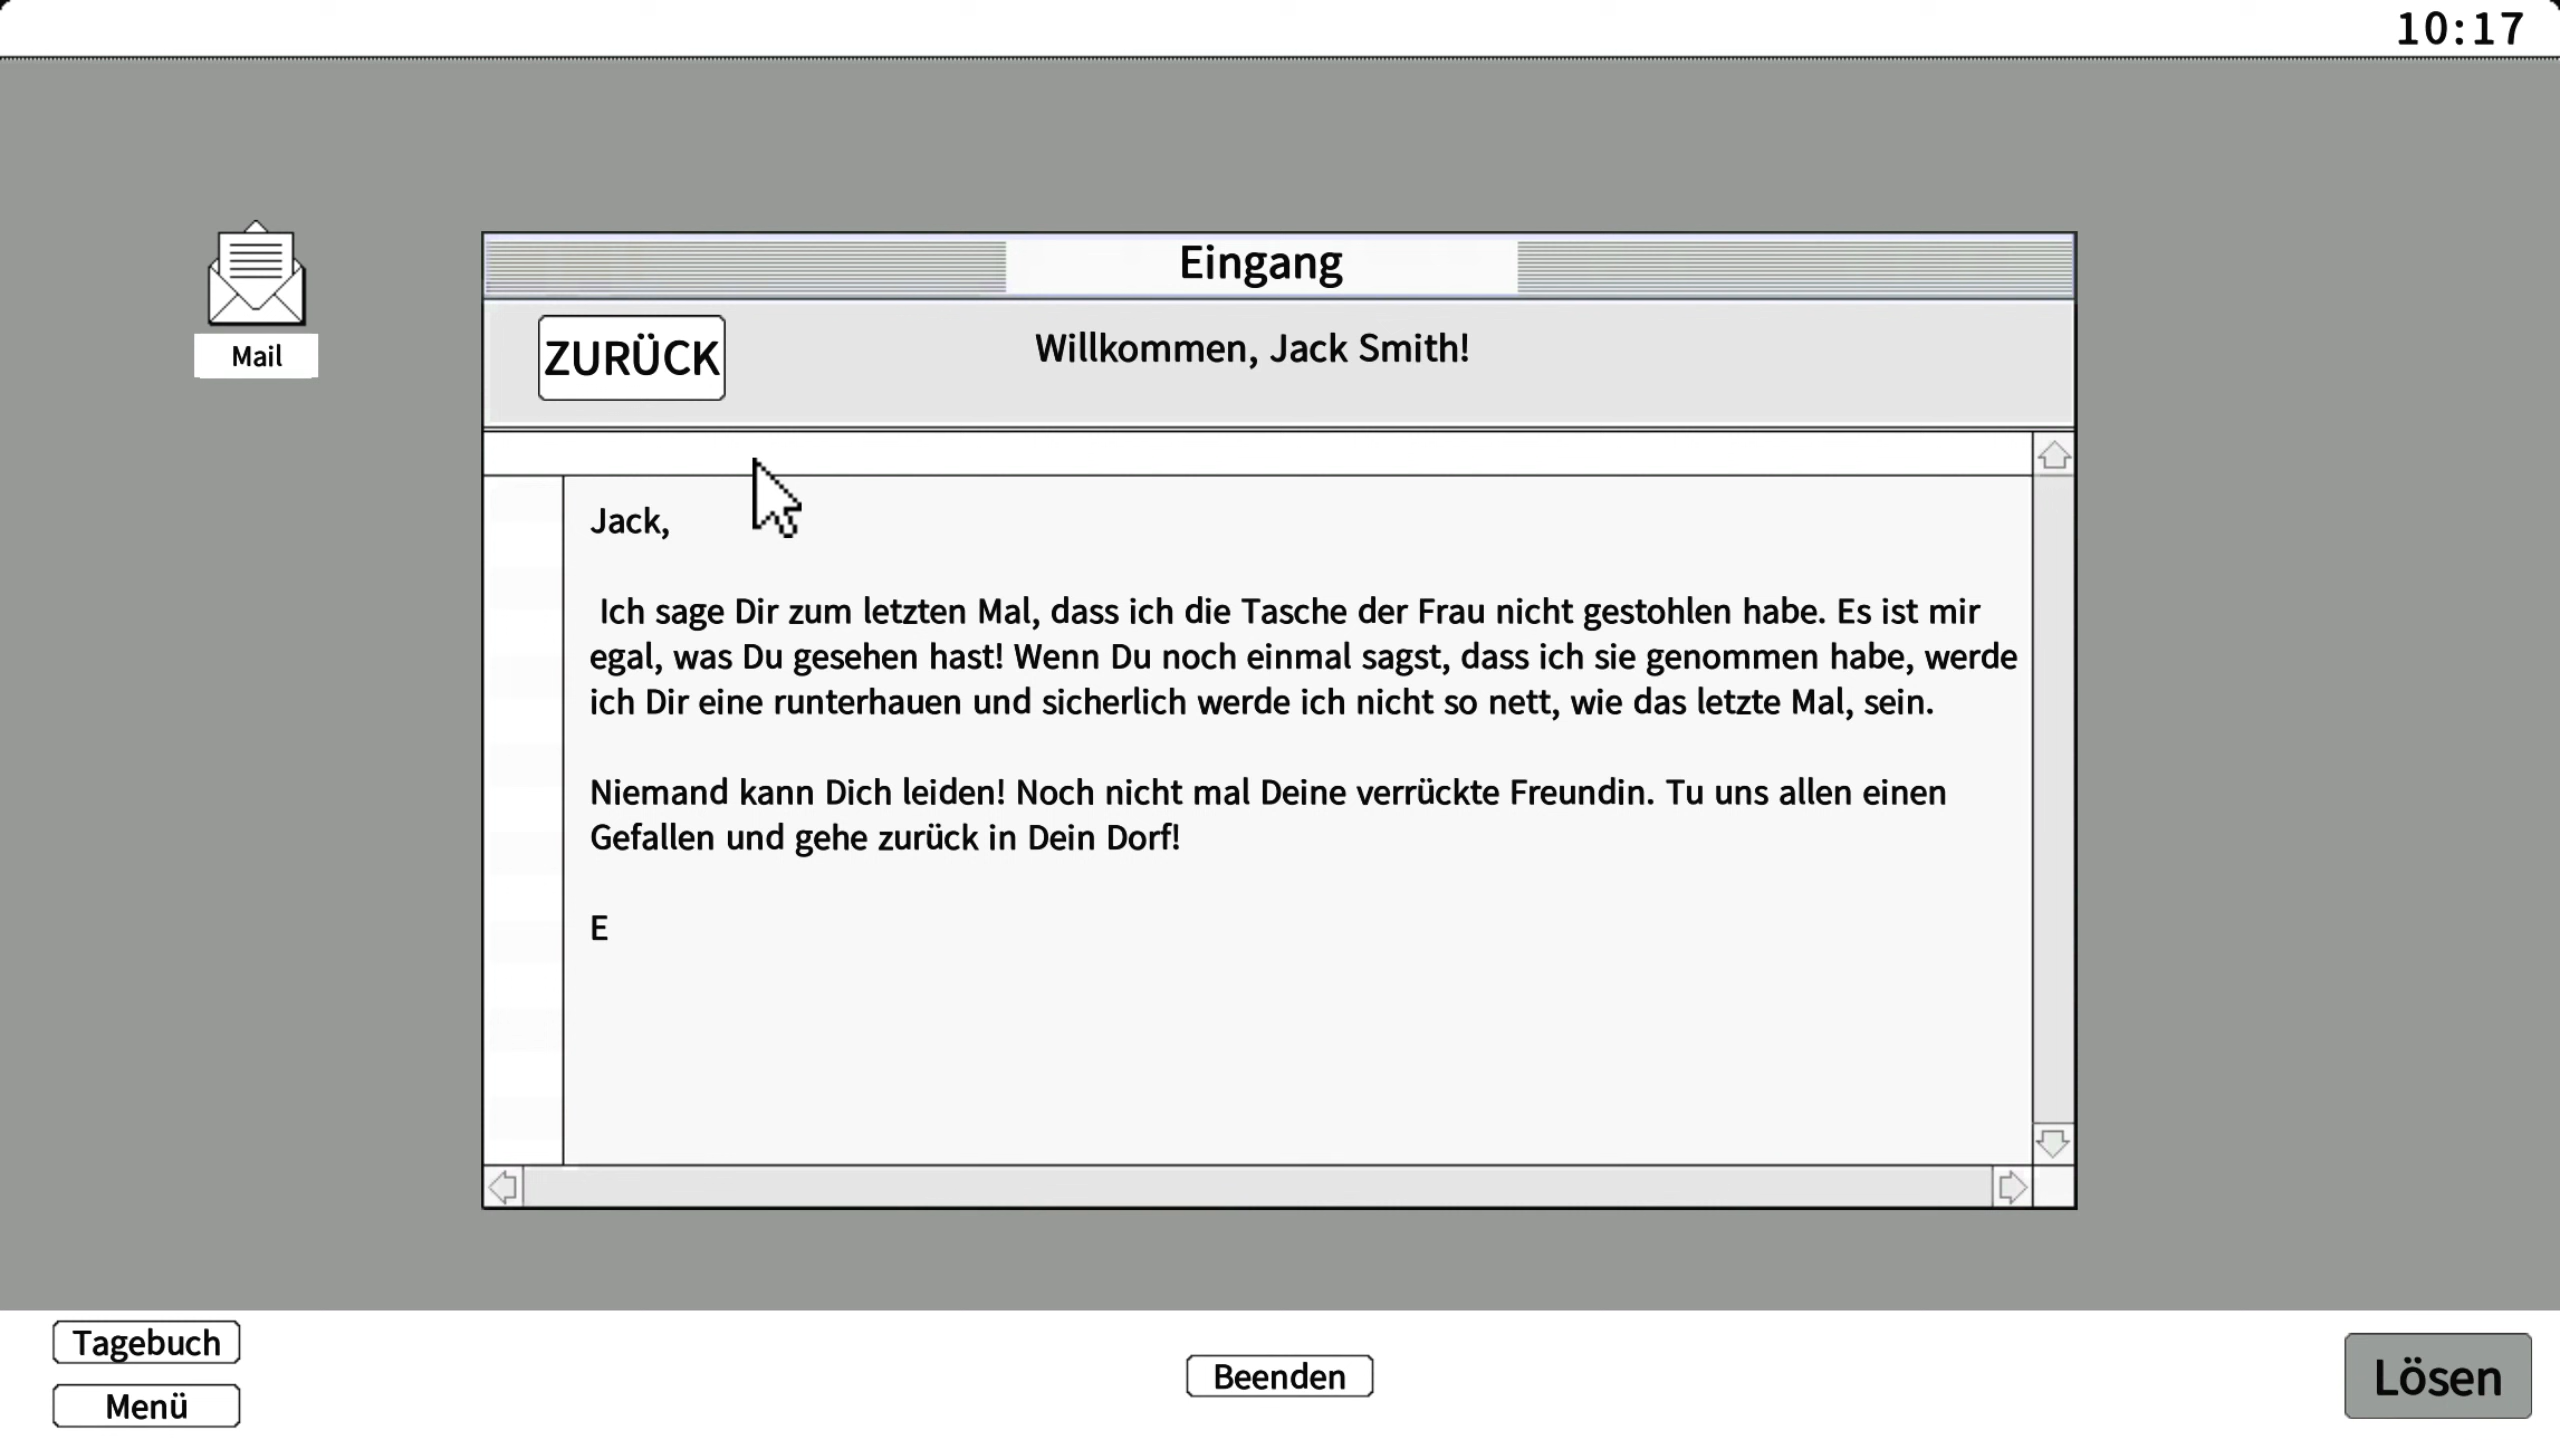 10:17
Mail
Eingang
ZURÜCK
Willkommen, Jack Smith!
Jack,
Ich sage Dir zum letzten Mal, dass ich die Tasche der Frau nicht gestohlen habe. Es ist mir
egal, was Du gesehen hast! Wenn Du noch einmal sagst, dass ich sie genommen habe, werde
ich Dir eine runterhauen und sicherlich werde ich nicht so nett, wie das letzte Mal, sein.
Niemand kann Dich leiden! Noch nicht mal Deine verrückte Freundin. Tu uns allen einen
Gefallen und gehe zurück in Dein Dorf!
E
Tagebuch
Menü
Beenden
Lösen